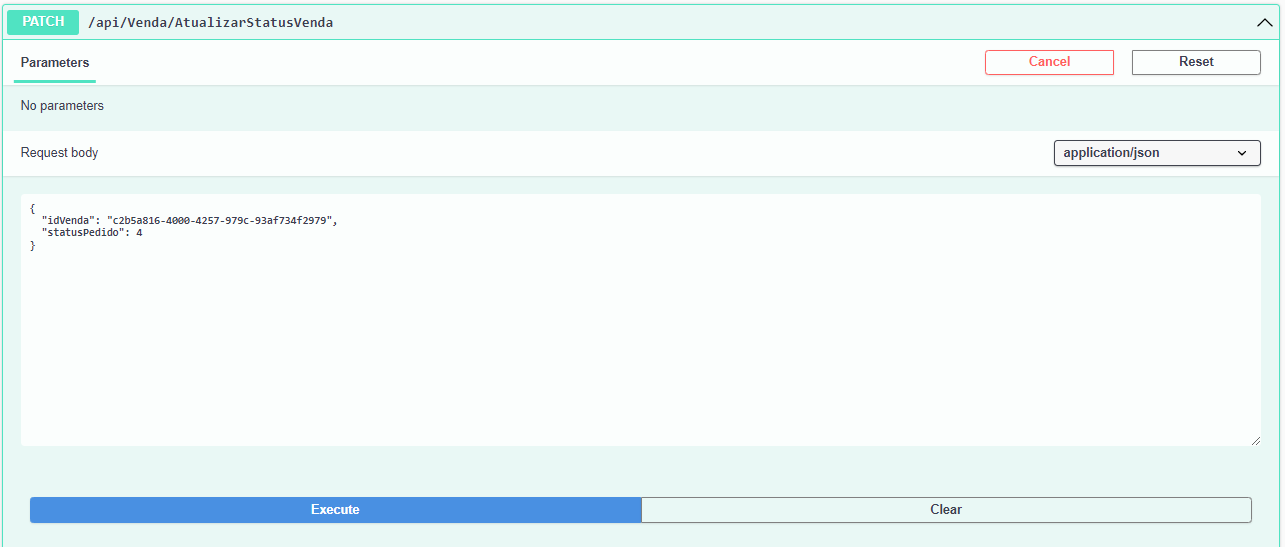 PATCH /api/Venda/AtualizarStatusVenda
Parameters Cancel Reset
No parameters
Request body application/json
{
"idVenda": "c2b5a816-4000-4257-979c-93af734f2979",
"statusPedido": 4
}
Execute Clear